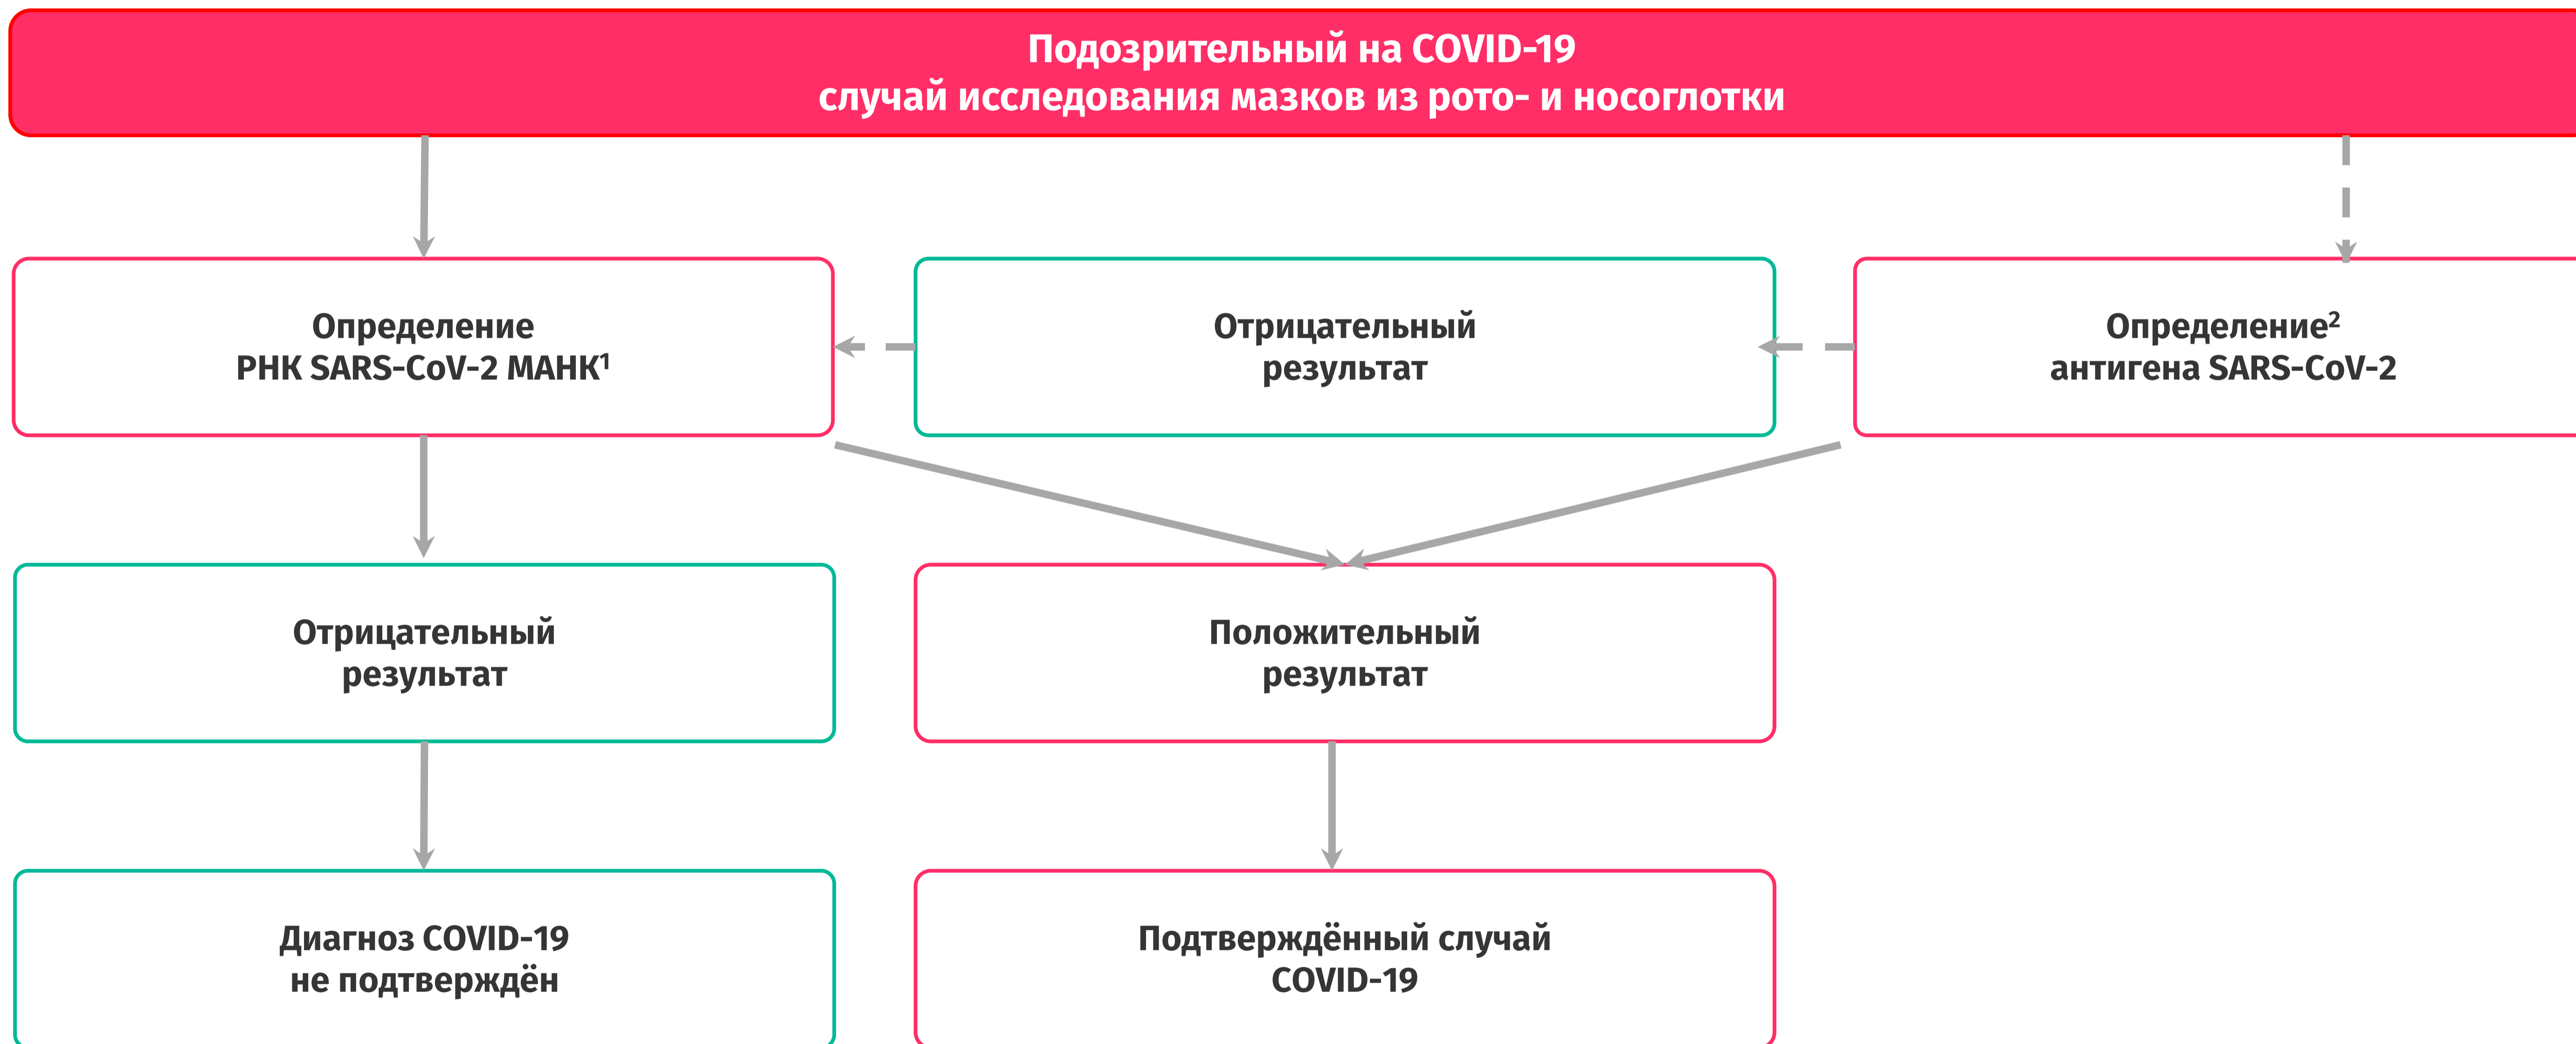 Подозрительный на COVID-19
случай исследования мазков из рото- и носоглотки
Определение
РНК SARS-CoV-2 МАНК¹
Отрицательный
результат
Определение²
антигена SARS-CoV-2
Отрицательный
результат
Положительный
результат
Диагноз COVID-19
не подтверждён
Подтверждённый случай
COVID-19